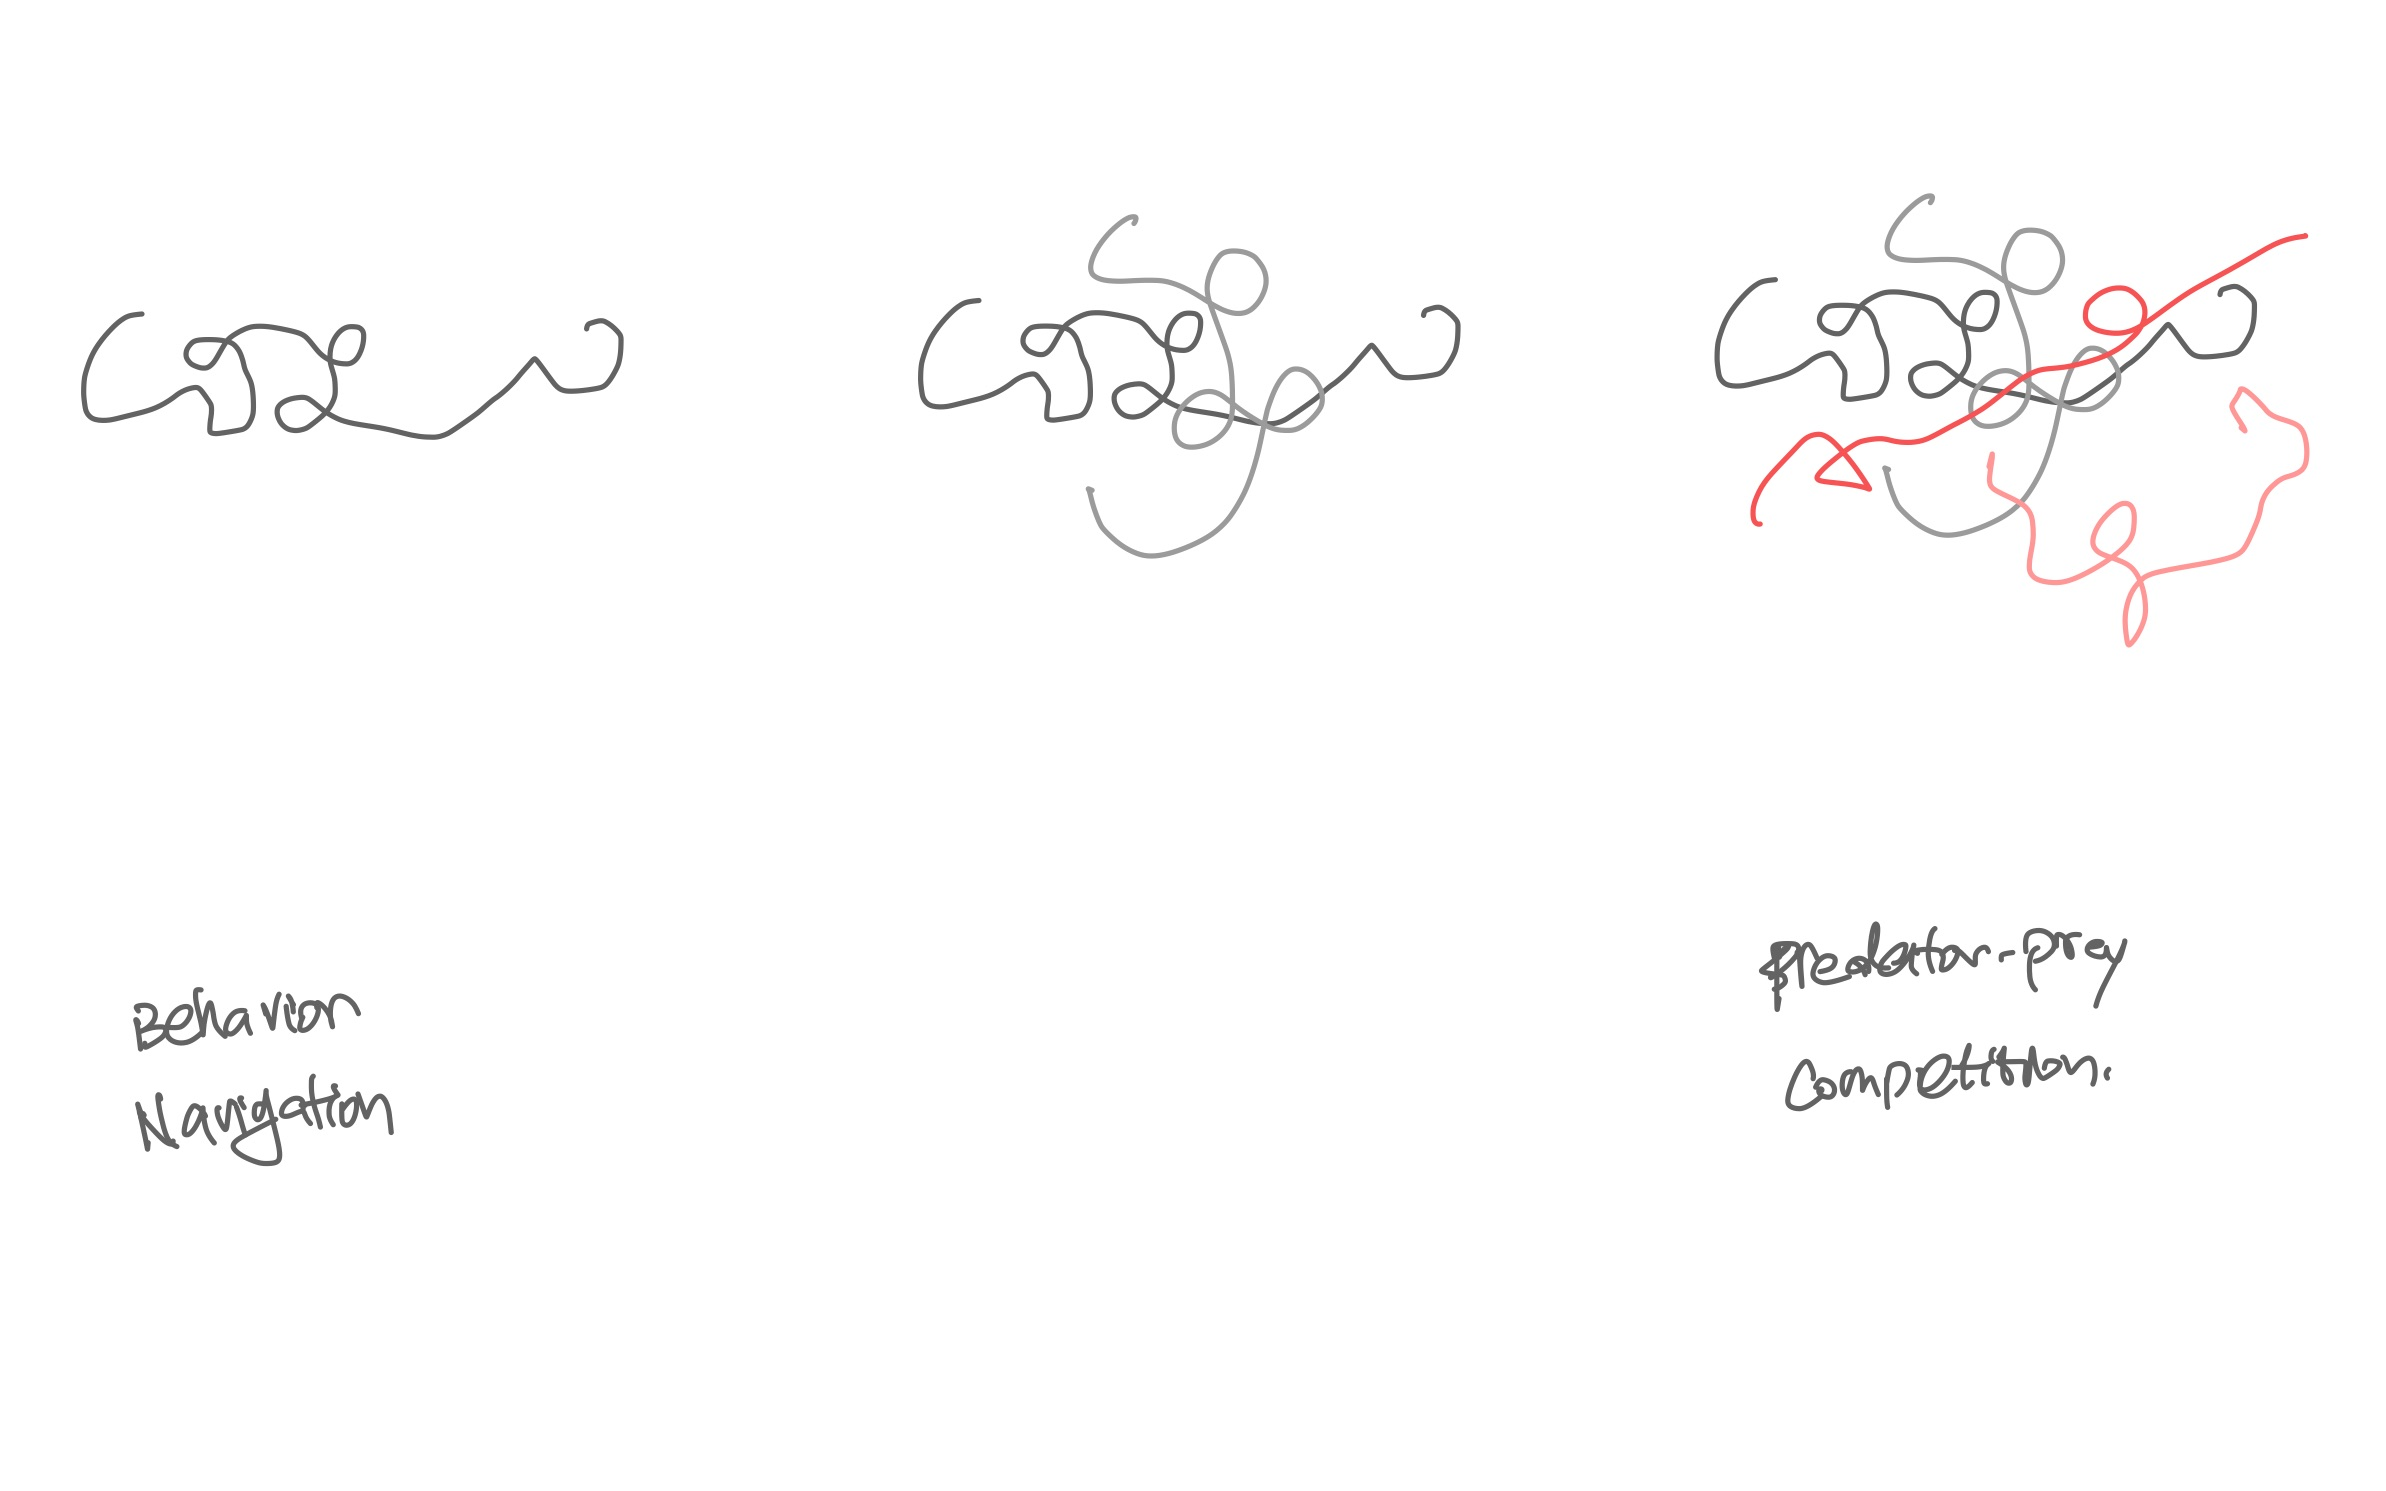 Behavior
Navigation
Predator-Prey
Competition.